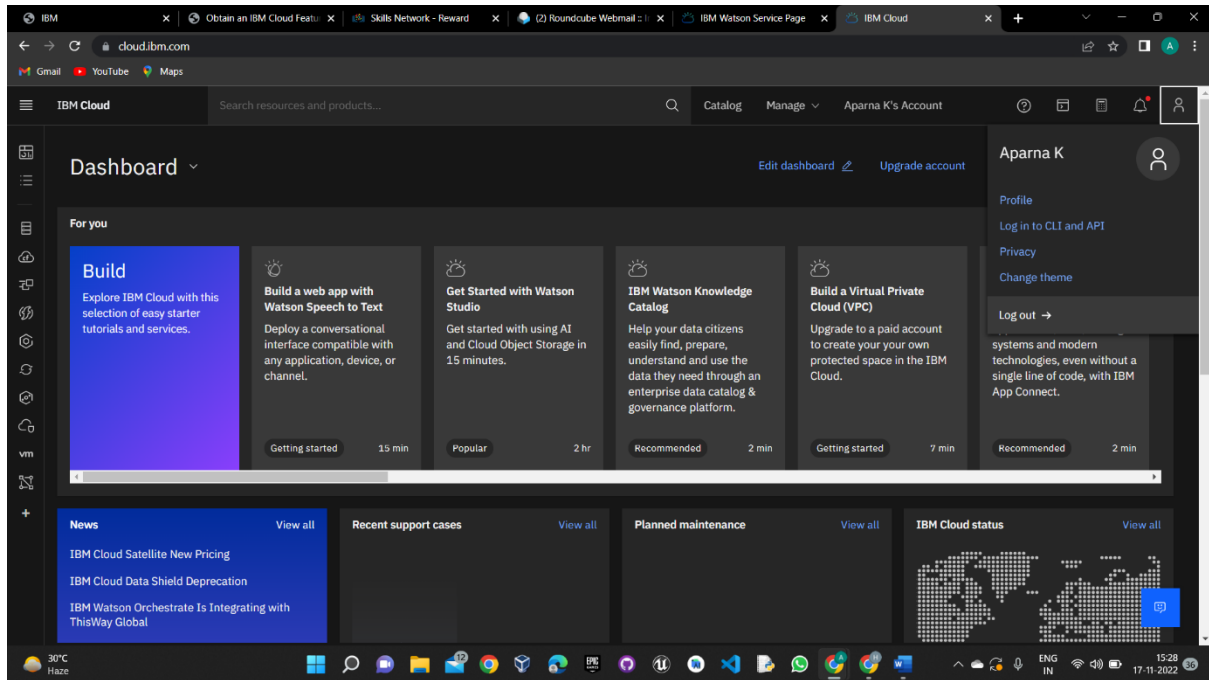 IBM
Obtain an IBM Cloud Featur
Skills Network - Reward
(2) Roundcube Webmail ::
IBM Watson Service Page
IBM Cloud
cloud.ibm.com
A
Gmail
YouTube
Maps
IBM Cloud
Search resources and products...
Catalog
Manage
Aparna K's Account
Dashboard
Edit dashboard
Upgrade account
Aparna K
Profile
Log in to CLI and API
Privacy
Change theme
Log out →
For you
Build
Explore IBM Cloud with this
selection of easy starter
tutorials and services.
Build a web app with
Watson Speech to Text
Deploy a conversational
interface compatible with
any application, device, or
channel.
Getting started
15 min
Get Started with Watson
Studio
Get started with using AI
and Cloud Object Storage in
15 minutes.
Popular
2 hr
IBM Watson Knowledge
Catalog
Help your data citizens
easily find, prepare,
understand and use the
data they need through an
enterprise data catalog &
governance platform.
Recommended
2 min
Build a Virtual Private
Cloud (VPC)
Upgrade to a paid account
to create your your own
protected space in the IBM
Cloud.
Getting started
7 min
systems and modern
technologies, even without a
single line of code, with IBM
App Connect.
Recommended
2 min
vm
News
View all
IBM Cloud Satellite New Pricing
IBM Cloud Data Shield Deprecation
IBM Watson Orchestrate Is Integrating with
ThisWay Global
Recent support cases
View all
Planned maintenance
View all
IBM Cloud status
View all
30°C
Haze
12
EPIC
ENG
IN
15:28
17-11-2022
36